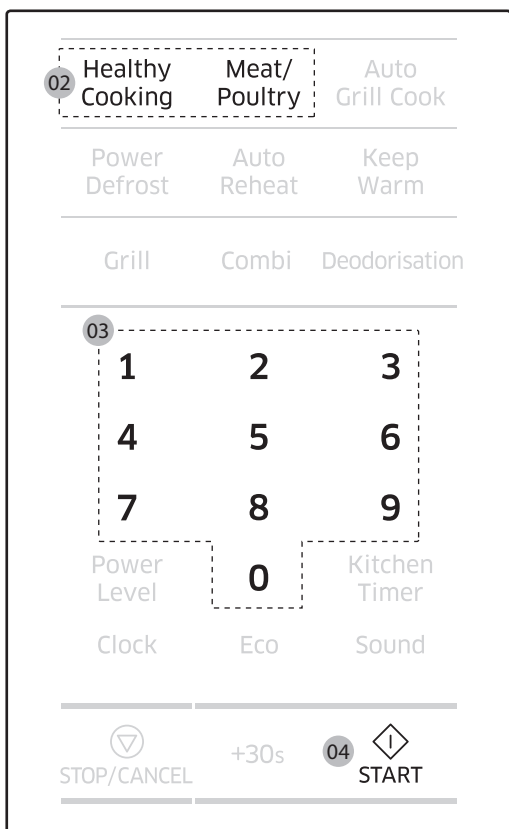 02 Healthy Cooking
Meat/ Poultry
Auto Grill Cook
Power Defrost
Auto Reheat
Keep Warm
Grill Combi Deodorisation
03
1 2 3
4 5 6
7 8 9
Power Level
0
Kitchen Timer
Clock Eco Sound
STOP/CANCEL
+30s
04
START